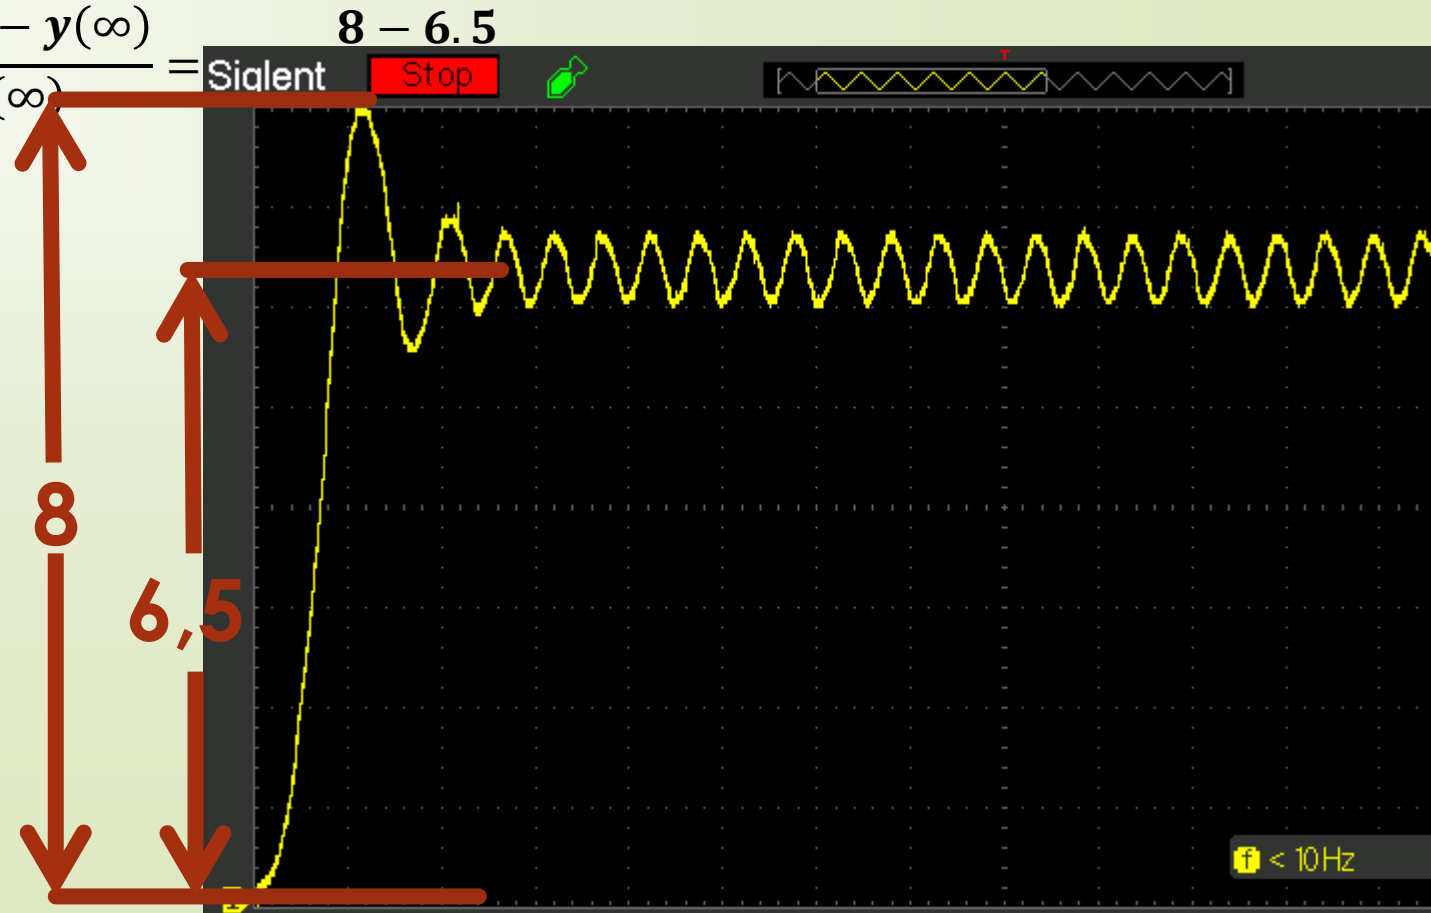 − y(∞)
8 − 6.5
=
(∞)
Siglent
Stop
T
8
6,5
f < 10Hz